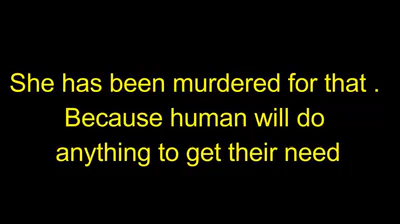 She has been murdered for that .
Because human will do
anything to get their need